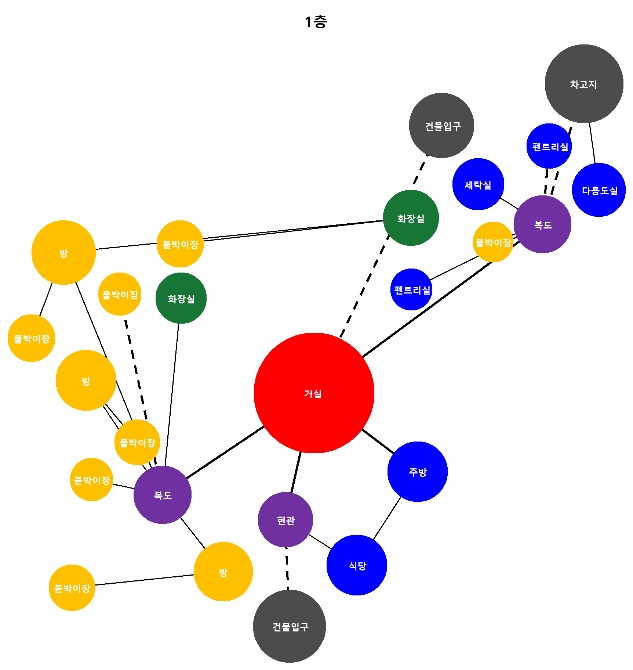 1층
차고지
건물입구
펜트리실
세탁실
다용도실
화장실
복도
붙박이장
붙박이장
방
펜트리실
붙박이장
화장실
붙박이장
방
거실
붙박이장
주방
붙박이장
복도
현관
식당
방
붙박이장
건물입구